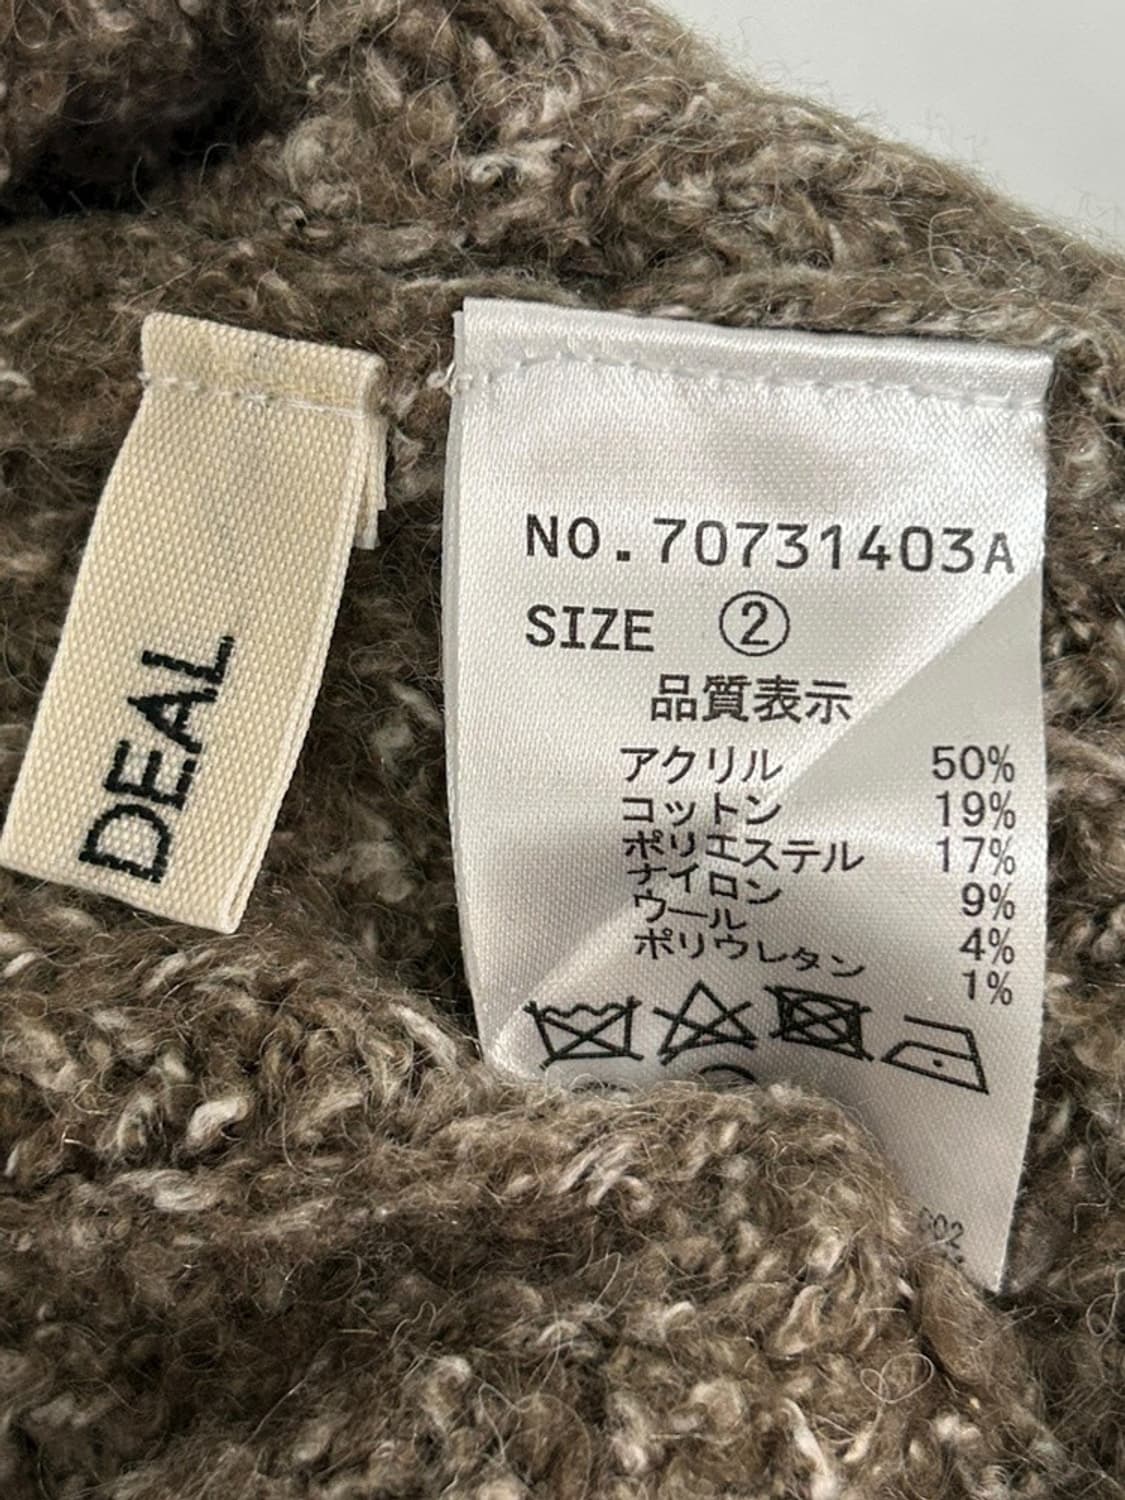 DEAL
NO.70731403A
SIZE ②
品質表示
アクリル 50%
コットン 19%
ポリエステル 17%
ナイロン 9%
ウール 4%
ポリウレタン 1%